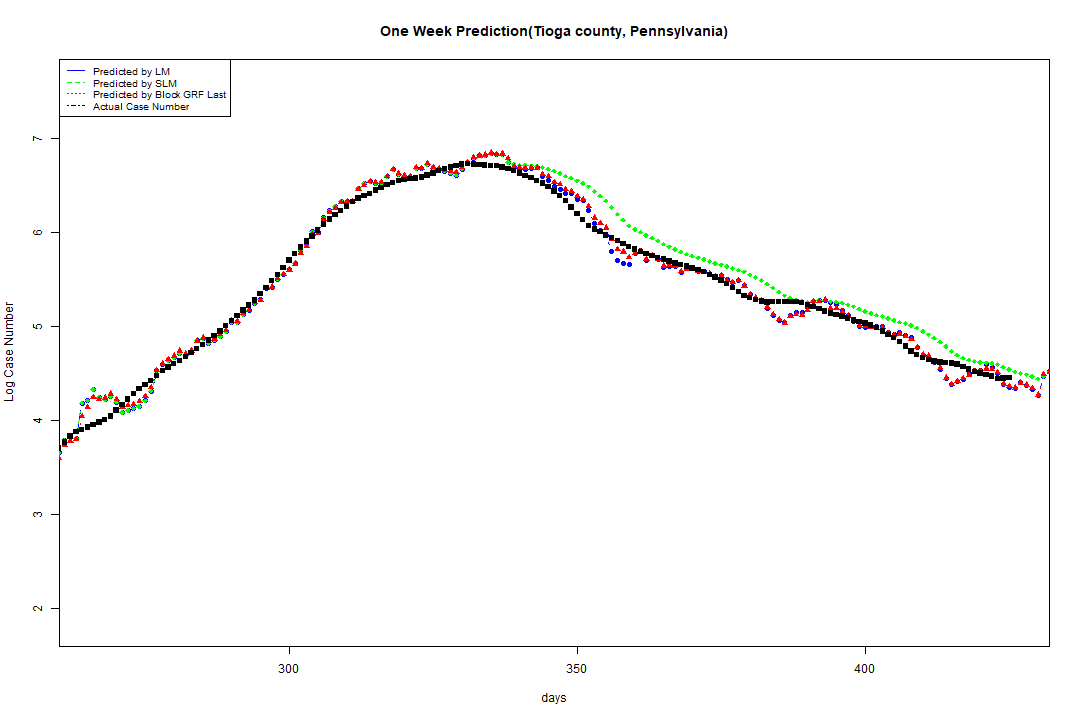 One Week Prediction(Tioga county, Pennsylvania)
Predicted by LM
Predicted by SLM
Predicted by Block GRF Last
Actual Case Number
Log Case Number
7
6
5
4
3
2
300
350
400
days